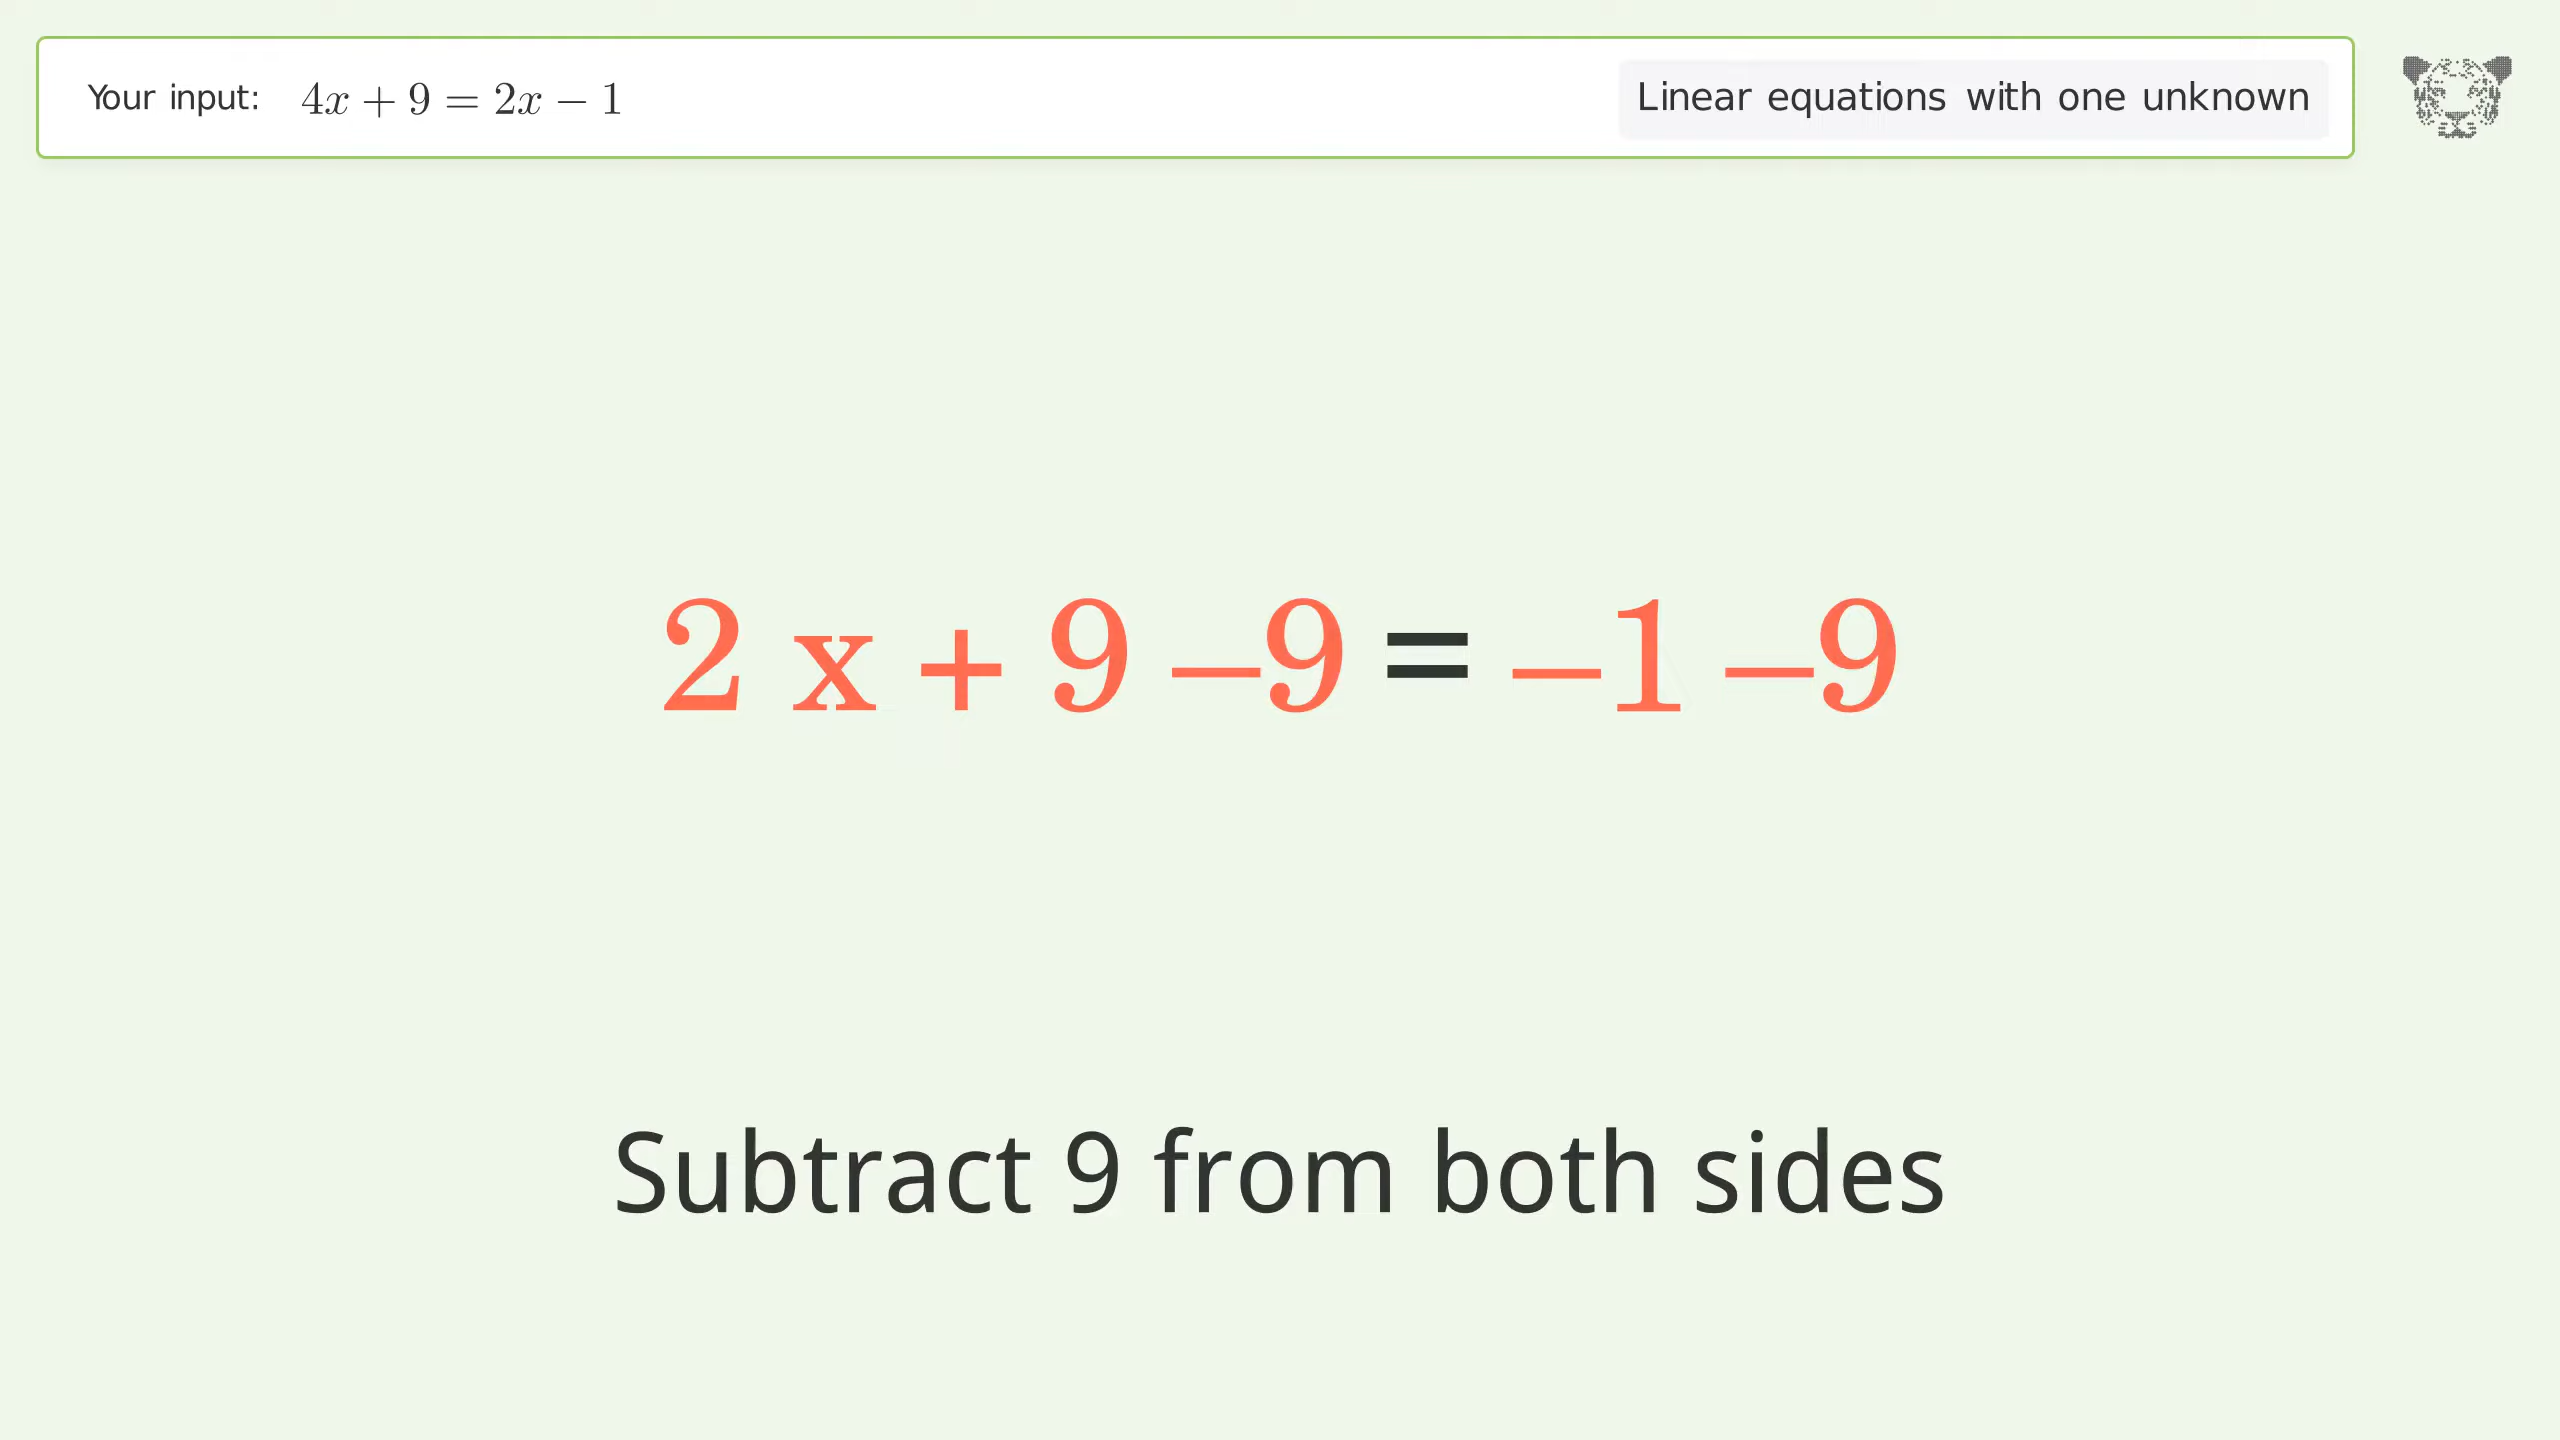 Your input: 4x + 9 = 2x − 1
Linear equations with one unknown
2 x + 9 −9 = −1 −9
Subtract 9 from both sides